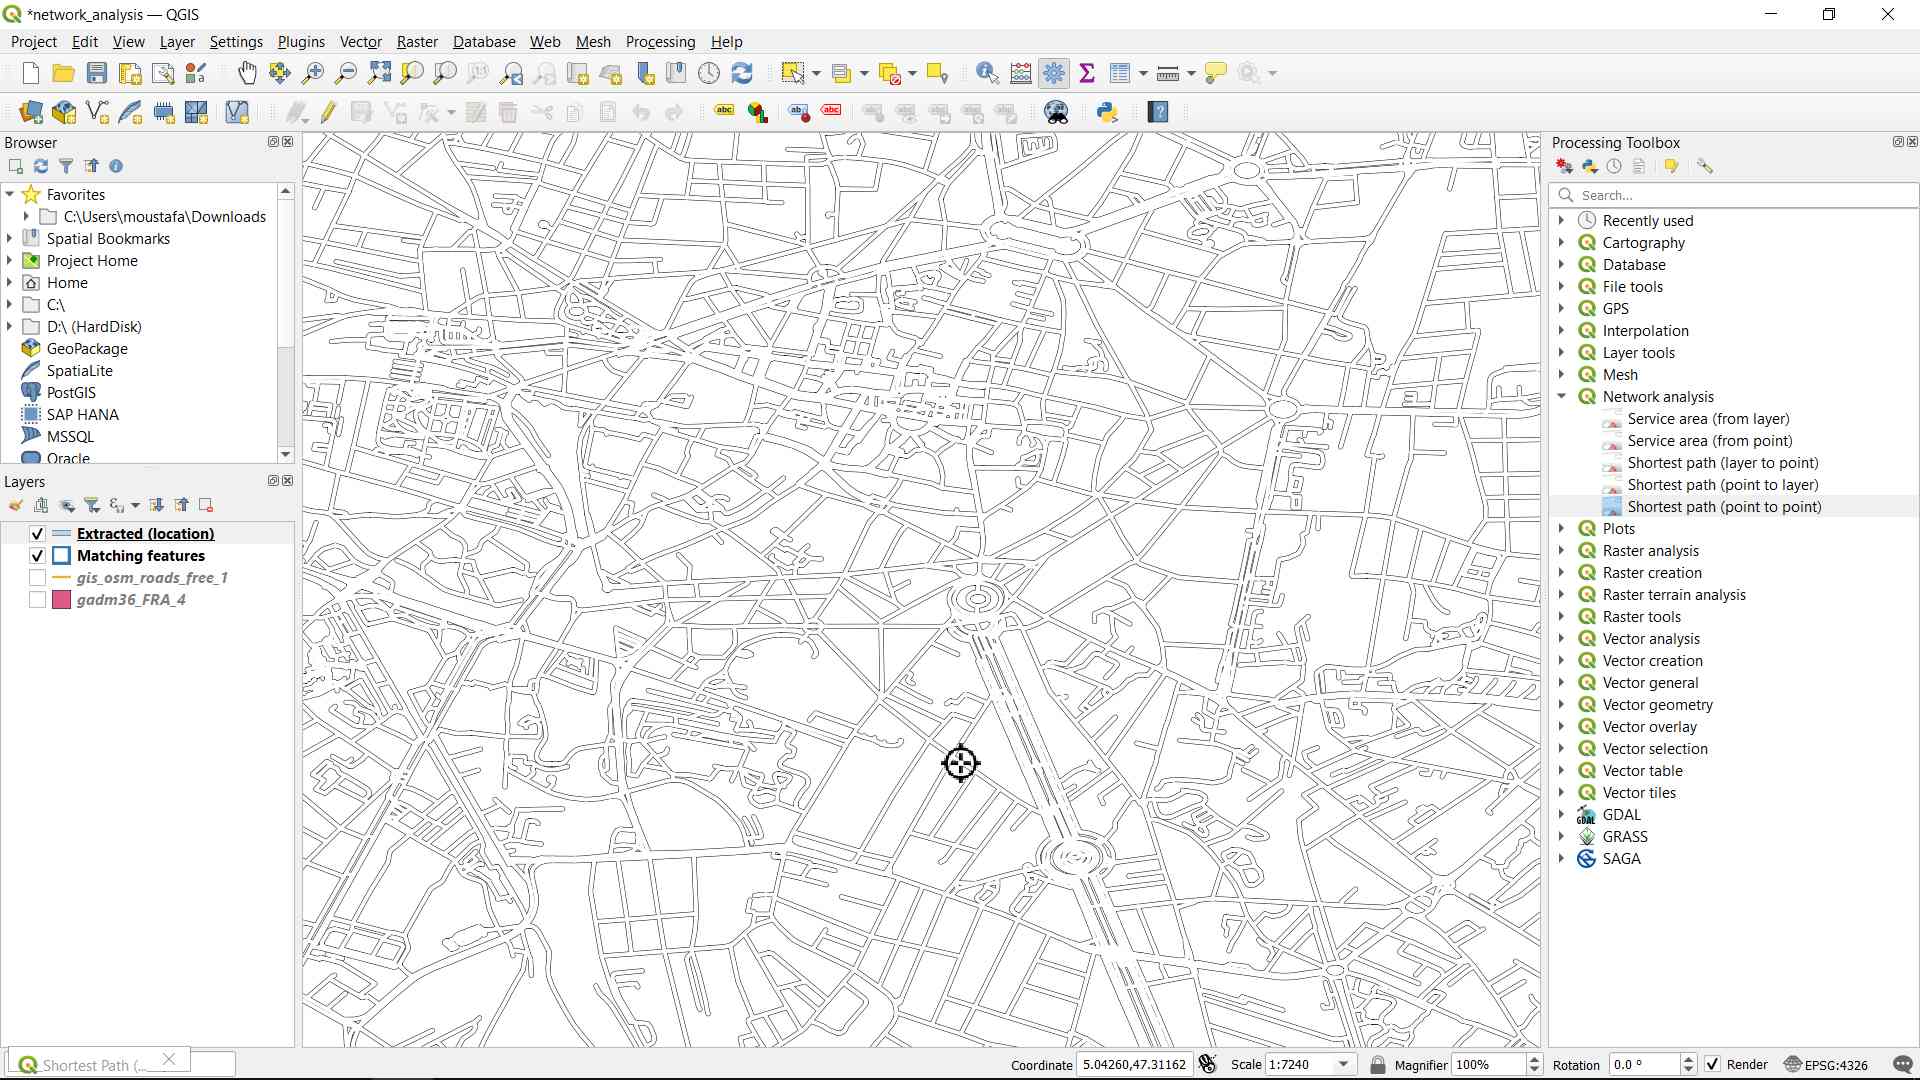 *network_analysis — QGIS
Project Edit View Layer Settings Plugins Vector Raster Database Web Mesh Processing Help
1:1
abc ab abc
Browser
Favorites
C:\Users\moustafa\Downloads
Spatial Bookmarks
Project Home
Home
C:\
D:\ (HardDisk)
GeoPackage
SpatiaLite
PostGIS
SAP HANA
MSSQL
Oracle
Layers
Extracted (location)
Matching features
gis_osm_roads_free_1
gadm36_FRA_4
Processing Toolbox
Search...
Recently used
Cartography
Database
File tools
GPS
Interpolation
Layer tools
Mesh
Network analysis
Service area (from layer)
Service area (from point)
Shortest path (layer to point)
Shortest path (point to layer)
Shortest path (point to point)
Plots
Raster analysis
Raster creation
Raster terrain analysis
Raster tools
Vector analysis
Vector creation
Vector general
Vector geometry
Vector overlay
Vector selection
Vector table
Vector tiles
GDAL
GRASS
SAGA
Shortest Path (...
Coordinate 5.04260,47.31162 Scale 1:7240 Magnifier 100% Rotation 0.0 ° Render EPSG:4326